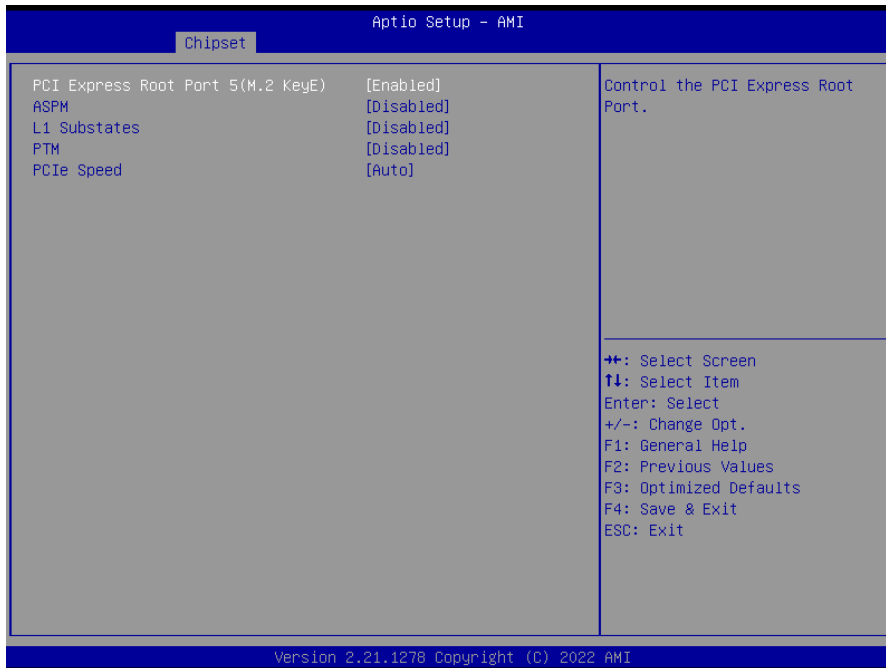 Aptio Setup - AMI
Chipset
PCI Express Root Port 5(M.2 KeyE) [Enabled]
ASPM [Disabled]
L1 Substates [Disabled]
PTM [Disabled]
PCIe Speed [Auto]
Control the PCI Express Root
Port.
→←: Select Screen
↑↓: Select Item
Enter: Select
+/-: Change Opt.
F1: General Help
F2: Previous Values
F3: Optimized Defaults
F4: Save & Exit
ESC: Exit
Version 2.21.1278 Copyright (C) 2022 AMI